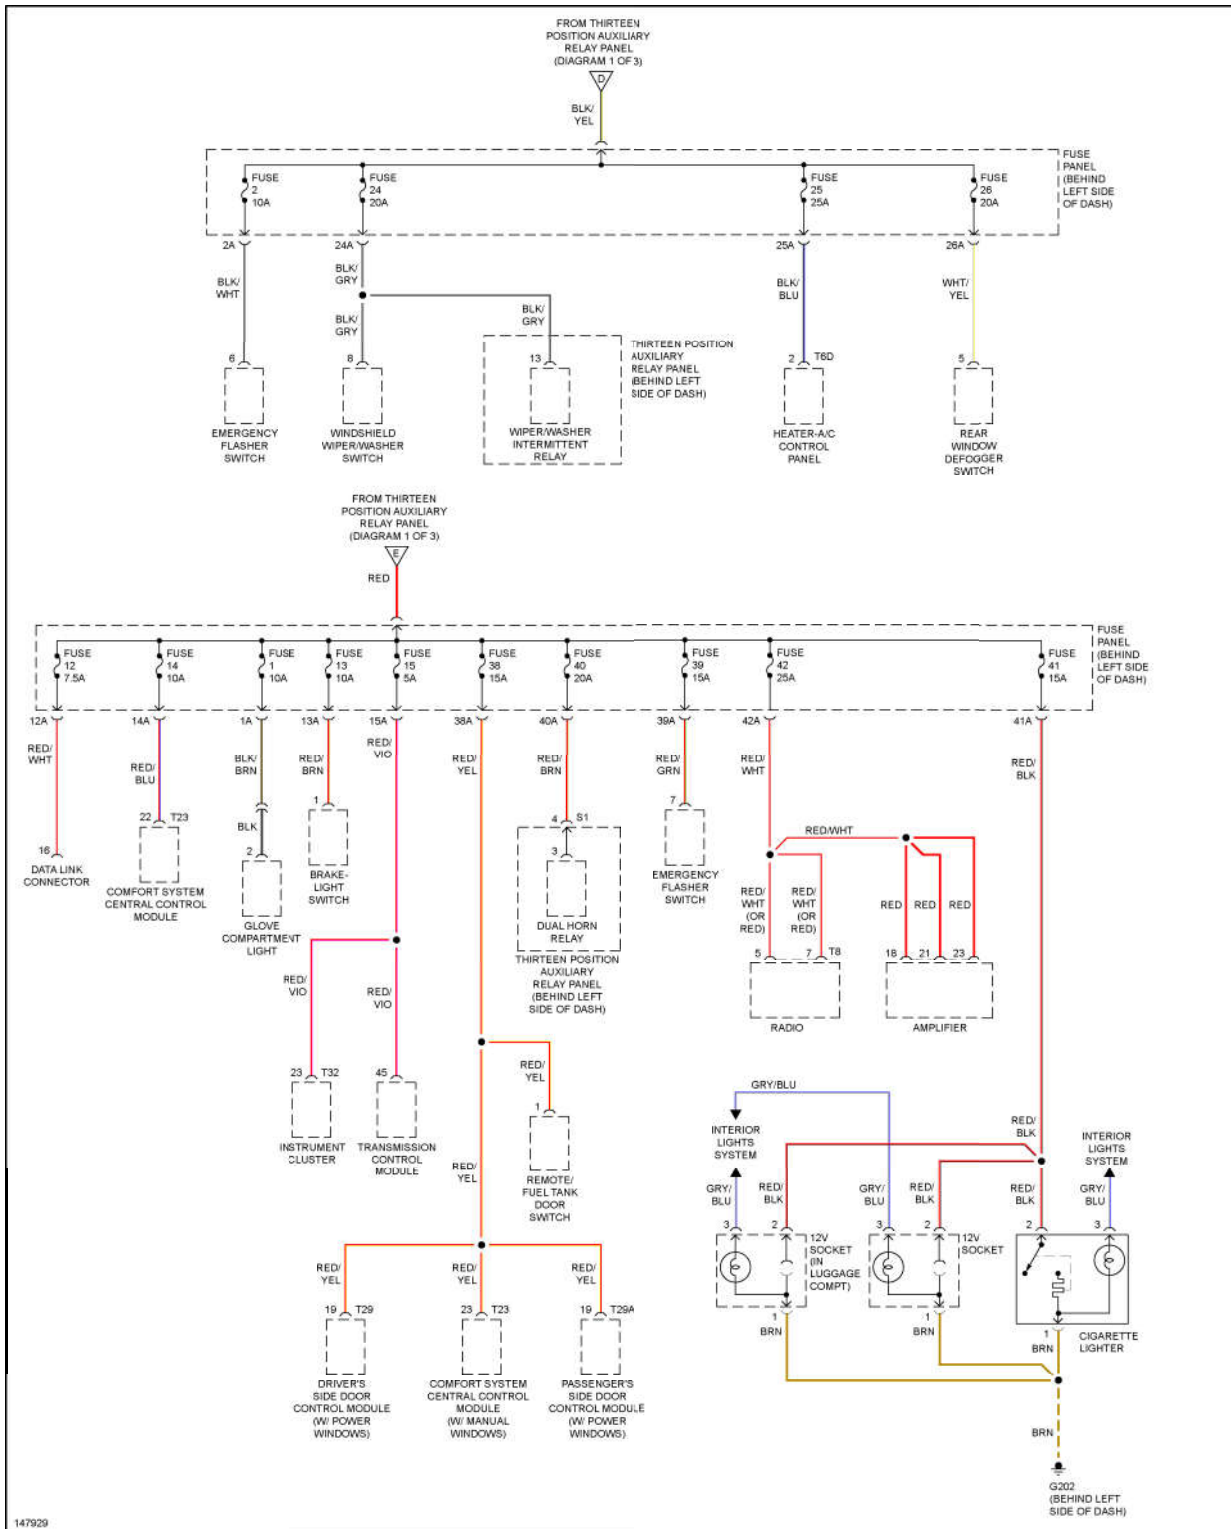 FROM THIRTEEN
POSITION AUXILIARY
RELAY PANEL
(DIAGRAM 1 OF 3)
D
BLK/
YEL
FUSE
PANEL
(BEHIND
LEFT SIDE
OF DASH)
FUSE
2
10A
FUSE
24
20A
FUSE
25
25A
FUSE
26
20A
2A
24A
25A
26A
BLK/
WHT
BLK/
GRY
BLK/
GRY
BLK/
GRY
BLK/
BLU
WHT/
YEL
6
8
13
2
T6D
5
THIRTEEN POSITION
AUXILIARY
RELAY PANEL
(BEHIND LEFT
SIDE OF DASH)
EMERGENCY
FLASHER
SWITCH
WINDSHIELD
WIPER/WASHER
SWITCH
WIPER/WASHER
INTERMITTENT
RELAY
HEATER-A/C
CONTROL
PANEL
REAR
WINDOW
DEFOGGER
SWITCH
FROM THIRTEEN
POSITION AUXILIARY
RELAY PANEL
(DIAGRAM 1 OF 3)
E
RED
FUSE
PANEL
(BEHIND
LEFT SIDE
OF DASH)
FUSE
12
7.5A
FUSE
14
10A
FUSE
1
10A
FUSE
13
10A
FUSE
15
5A
FUSE
38
15A
FUSE
40
20A
FUSE
39
15A
FUSE
42
25A
FUSE
41
15A
12A
14A
1A
13A
15A
38A
40A
39A
42A
41A
RED/
WHT
RED/
BLU
BLK/
BRN
RED/
BRN
RED/
VIO
RED/
YEL
RED/
BRN
RED/
GRN
RED/
WHT
RED/
BLK
16
DATA LINK
CONNECTOR
22
T23
COMFORT SYSTEM
CENTRAL CONTROL
MODULE
BLK
2
GLOVE
COMPARTMENT
LIGHT
1
BRAKE-
LIGHT
SWITCH
4
S1
3
DUAL HORN
RELAY
THIRTEEN POSITION
AUXILIARY
RELAY PANEL
(BEHIND LEFT
SIDE OF DASH)
7
EMERGENCY
FLASHER
SWITCH
RED/WHT
RED/
WHT
(OR
RED)
RED/
WHT
(OR
RED)
RED
RED
RED
5
7
T8
18
21
23
RADIO
AMPLIFIER
RED/
VIO
RED/
VIO
23
T32
INSTRUMENT
CLUSTER
45
TRANSMISSION
CONTROL
MODULE
RED/
YEL
1
REMOTE/
FUEL TANK
DOOR
SWITCH
RED/
YEL
RED/
YEL
RED/
YEL
RED/
YEL
19
T29
23
T23
19
T29A
DRIVER'S
SIDE DOOR
CONTROL MODULE
(W/ POWER
WINDOWS)
COMFORT SYSTEM
CENTRAL CONTROL
MODULE
(W/ MANUAL
WINDOWS)
PASSENGER'S
SIDE DOOR
CONTROL MODULE
(W/ POWER
WINDOWS)
GRY/BLU
INTERIOR
LIGHTS
SYSTEM
RED/
BLK
INTERIOR
LIGHTS
SYSTEM
GRY/
BLU
RED/
BLK
GRY/
BLU
RED/
BLK
RED/
BLK
GRY/
BLU
3
2
3
2
2
3
12V
SOCKET
(IN
LUGGAGE
COMPT)
12V
SOCKET
1
BRN
1
BRN
1
BRN
CIGARETTE
LIGHTER
BRN
G202
(BEHIND LEFT
SIDE OF DASH)
147929